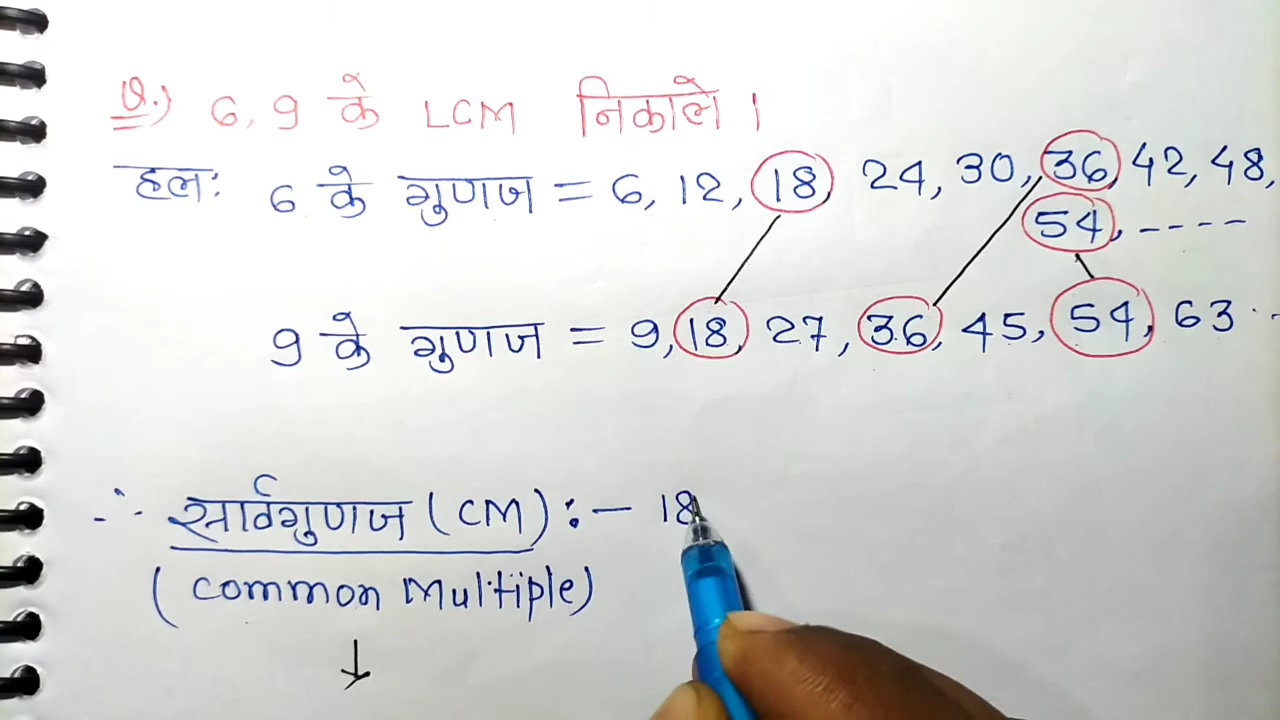 प्र.) 6, 9 के LCM निकाले।
हल: 6 के गुणज = 6, 12, 18, 24, 30, 36, 42, 48,
54, ----
9 के गुणज = 9, 18, 27, 36, 45, 54, 63 --
∴ सार्वगुणज (CM) :- 18
(Common Multiple)
↓